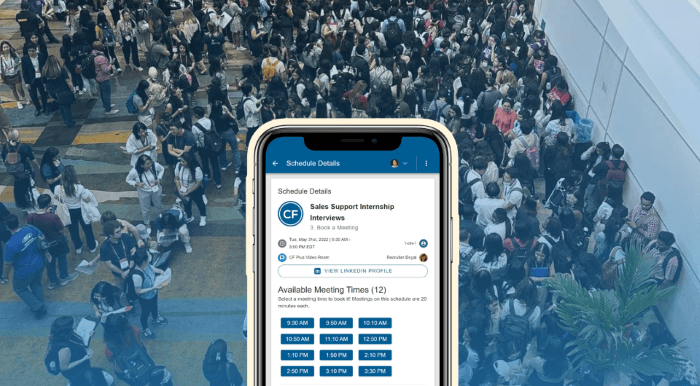 Schedule Details
Schedule Details
CF
Sales Support Internship
Interviews
3. Book a Meeting
Tue, May 31st, 2022 | 9:30 AM -
3:50 PM EDT
1-on-1
CF Plus Video Room
Recruiter
VIEW LINKEDIN PROFILE
Available Meeting Times (12)
Select a meeting time to book it! Meetings on this schedule are 20
minutes each.
9:30 AM
9:50 AM
10:10 AM
10:50 AM
11:10 AM
12:50 PM
1:10 PM
1:50 PM
2:10 PM
2:50 PM
3:10 PM
3:30 PM